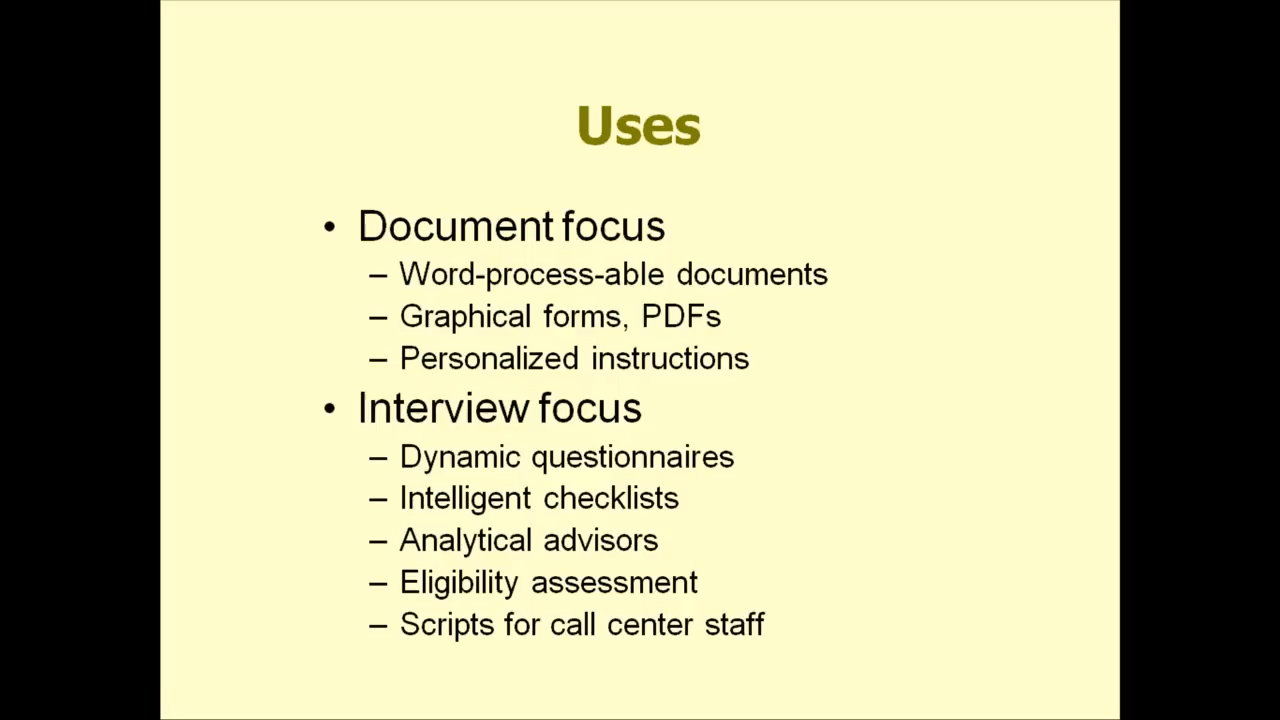 Uses
• Document focus
– Word-process-able documents
– Graphical forms, PDFs
– Personalized instructions
• Interview focus
– Dynamic questionnaires
– Intelligent checklists
– Analytical advisors
– Eligibility assessment
– Scripts for call center staff